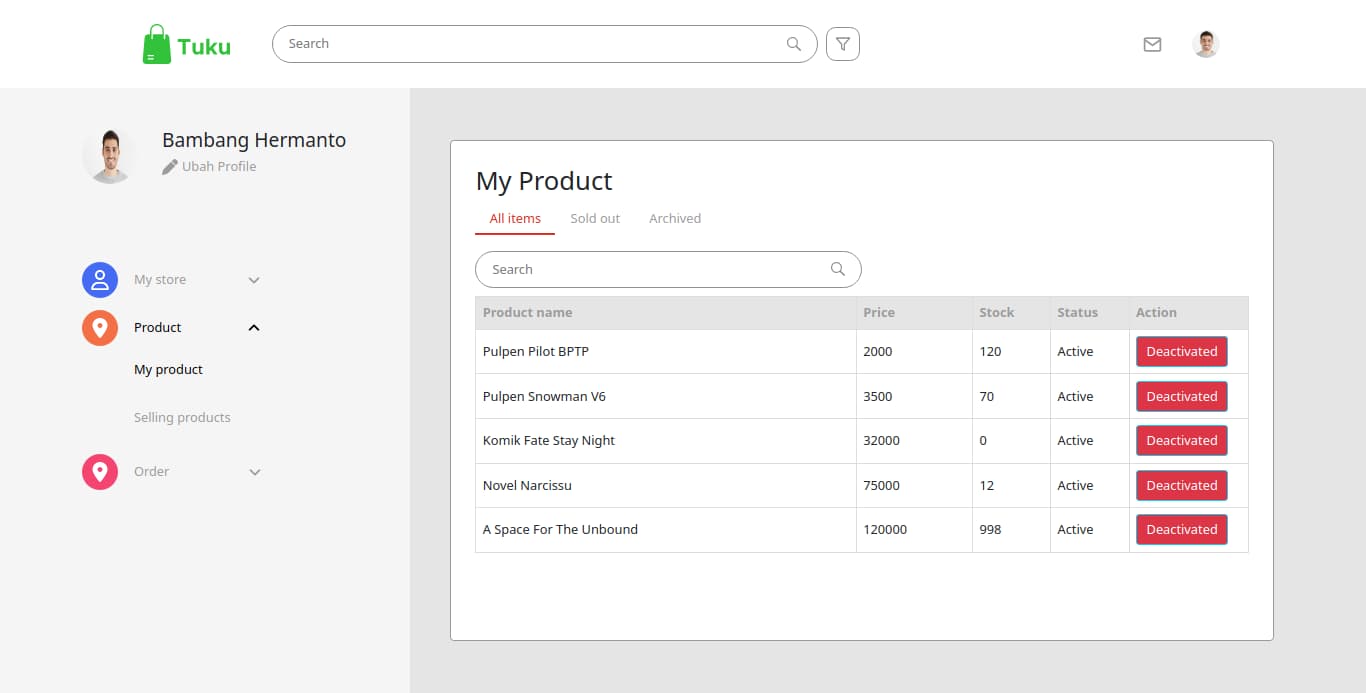 Tuku
Search
Bambang Hermanto
Ubah Profile
My store
Product
My product
Selling products
Order
My Product
All items Sold out Archived
Search
Product name Price Stock Status Action
Pulpen Pilot BPTP 2000 120 Active Deactivated
Pulpen Snowman V6 3500 70 Active Deactivated
Komik Fate Stay Night 32000 0 Active Deactivated
Novel Narcissu 75000 12 Active Deactivated
A Space For The Unbound 120000 998 Active Deactivated